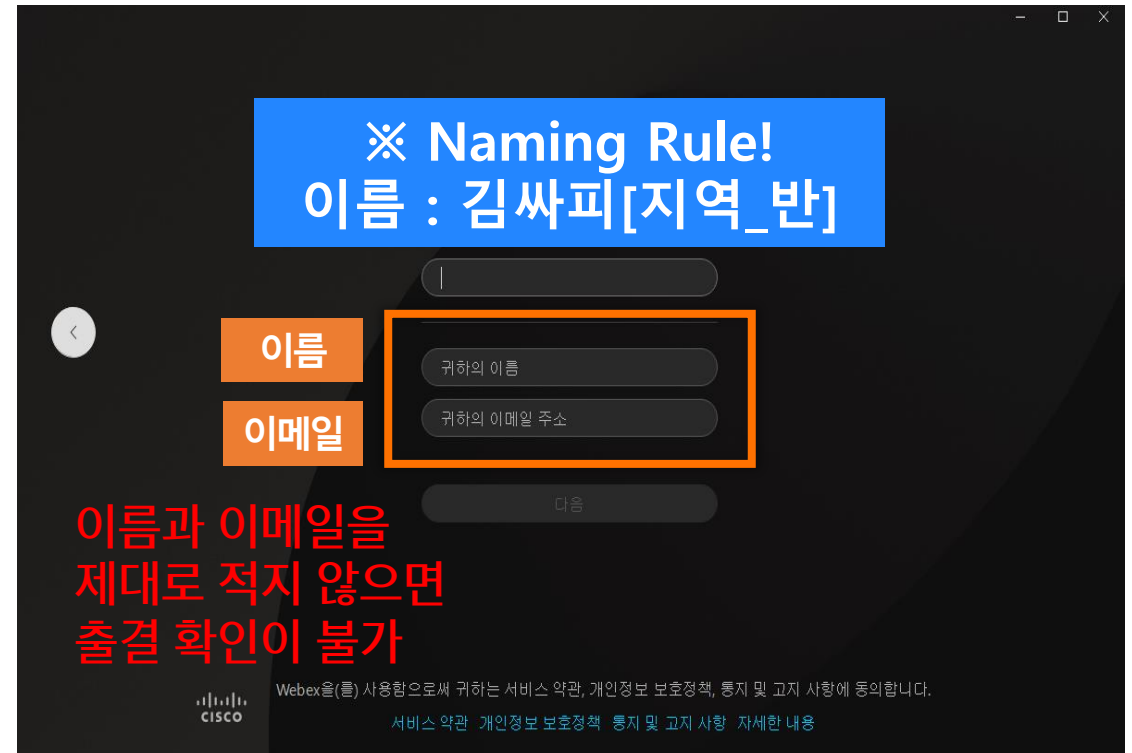 ※ Naming Rule!
이름 : 김싸피[지역_반]
이름
귀하의 이름
이메일
귀하의 이메일 주소
다음
이름과 이메일을
제대로 적지 않으면
출결 확인이 불가
Webex을(를) 사용함으로써 귀하는 서비스 약관, 개인정보 보호정책, 통지 및 고지 사항에 동의합니다.
CISCO
서비스 약관 개인정보 보호정책 통지 및 고지 사항 자세한 내용